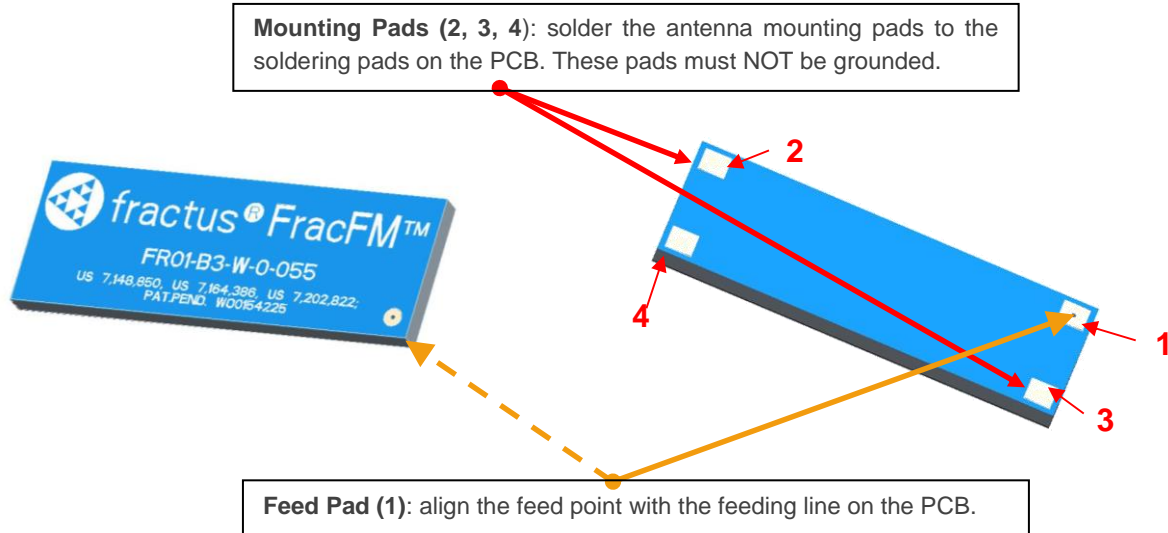 Mounting Pads (2, 3, 4): solder the antenna mounting pads to the
soldering pads on the PCB. These pads must NOT be grounded.
2
fractus® FracFM™
FR01-B3-W-0-055
US 7,148,850, US 7,164,386, US 7,202,822;
PAT.PEND. WO0154225
4
1
3
Feed Pad (1): align the feed point with the feeding line on the PCB.